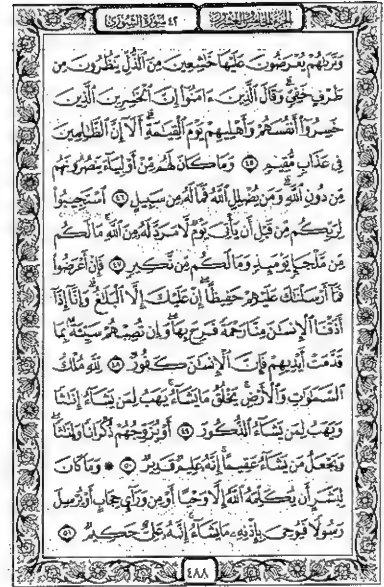 الجزء الخامس والعشرون
٤٢ سورة الشورى
وَتَرَىٰهُمْ يُعْرَضُونَ عَلَيْهَا خَٰشِعِينَ مِنَ ٱلذُّلِّ يَنظُرُونَ مِن
طَرْفٍ خَفِىٍّ وَقَالَ ٱلَّذِينَ ءَامَنُوٓا۟ إِنَّ ٱلْخَٰسِرِينَ ٱلَّذِينَ
خَسِرُوٓا۟ أَنفُسَهُمْ وَأَهْلِيهِمْ يَوْمَ ٱلْقِيَٰمَةِ أَلَآ إِنَّ ٱلظَّٰلِمِينَ
فِى عَذَابٍ مُّقِيمٍ ٤٥ وَمَا كَانَ لَهُم مِّنْ أَوْلِيَآءَ يَنصُرُونَهُم
مِّن دُونِ ٱللَّهِ وَمَن يُضْلِلِ ٱللَّهُ فَمَا لَهُۥ مِن سَبِيلٍ ٤٦ ٱسْتَجِيبُوا۟
لِرَبِّكُم مِّن قَبْلِ أَن يَأْتِىَ يَوْمٌ لَّا مَرَدَّ لَهُۥ مِنَ ٱللَّهِ مَا لَكُم
مِّن مَّلْجَإٍ يَوْمَئِذٍ وَمَا لَكُم مِّن نَّكِيرٍ ٤٧ فَإِنْ أَعْرَضُوا۟
فَمَآ أَرْسَلْنَٰكَ عَلَيْهِمْ حَفِيظًا إِنْ عَلَيْكَ إِلَّا ٱلْبَلَٰغُ وَإِنَّآ إِذَآ
أَذَقْنَا ٱلْإِنسَٰنَ مِنَّا رَحْمَةً فَرِحَ بِهَا وَإِن تُصِبْهُمْ سَيِّئَةٌۢ بِمَا
قَدَّمَتْ أَيْدِيهِمْ فَإِنَّ ٱلْإِنسَٰنَ كَفُورٌ ٤٨ لِّلَّهِ مُلْكُ
ٱلسَّمَٰوَٰتِ وَٱلْأَرْضِ يَخْلُقُ مَا يَشَآءُ يَهَبُ لِمَن يَشَآءُ إِنَٰثًا
وَيَهَبُ لِمَن يَشَآءُ ٱلذُّكُورَ ٤٩ أَوْ يُزَوِّجُهُمْ ذُكْرَانًا وَإِنَٰثًا
وَيَجْعَلُ مَن يَشَآءُ عَقِيمًا إِنَّهُۥ عَلِيمٌ قَدِيرٌ ٥٠ ۞ وَمَا كَانَ
لِبَشَرٍ أَن يُكَلِّمَهُ ٱللَّهُ إِلَّا وَحْيًا أَوْ مِن وَرَآئِ حِجَابٍ أَوْ يُرْسِلَ
رَسُولًا فَيُوحِىَ بِإِذْنِهِۦ مَا يَشَآءُ إِنَّهُۥ عَلِىٌّ حَكِيمٌ ٥١
٤٨٨